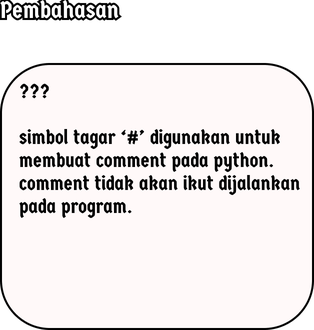 Pembahasan
???
simbol tagar ‘#’ digunakan untuk
membuat comment pada python.
comment tidak akan ikut dijalankan
pada program.